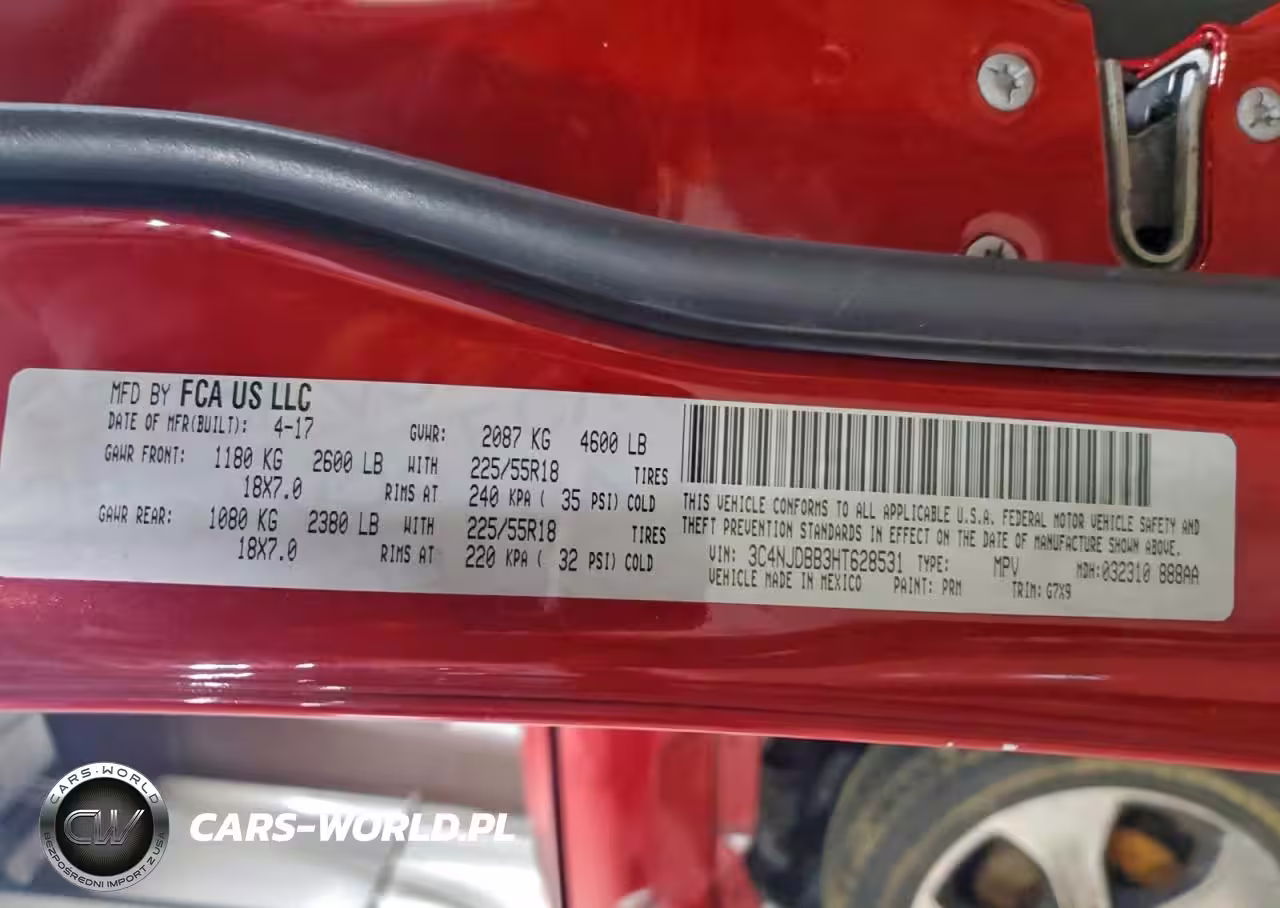 MFD BY FCA US LLC
DATE OF MFR(BUILT): 4-17 GVWR: 2087 KG 4600 LB
GAWR FRONT: 1180 KG 2600 LB WITH 225/55R18 TIRES
18X7.0 RIMS AT 240 KPA ( 35 PSI) COLD
GAWR REAR: 1080 KG 2380 LB WITH 225/55R18 TIRES
18X7.0 RIMS AT 220 KPA ( 32 PSI) COLD
THIS VEHICLE CONFORMS TO ALL APPLICABLE U.S.A. FEDERAL MOTOR VEHICLE SAFETY AND
THEFT PREVENTION STANDARDS IN EFFECT ON THE DATE OF MANUFACTURE SHOWN ABOVE.
VIN: 3C4NJDBB3HT628531 TYPE: MPV MDH:032310 888AA
VEHICLE MADE IN MEXICO PAINT: PRM TRIM: G7X9
CARS-WORLD
CW
BEZPOŚREDNI IMPORT Z USA
CARS-WORLD.PL